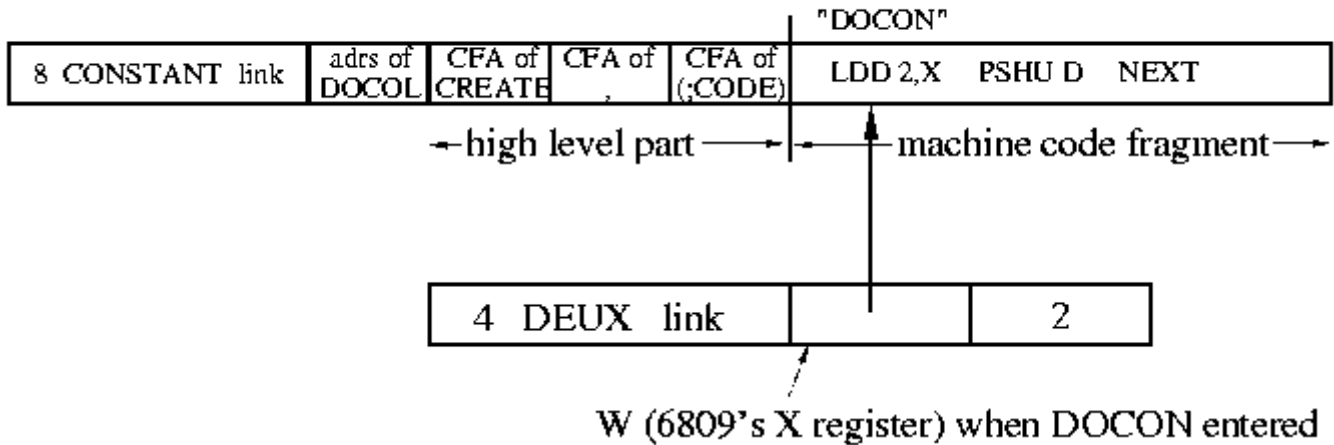 "DOCON"
8 CONSTANT link
adrs of
DOCOL
CFA of
CREATE
CFA of
,
CFA of
(;CODE)
LDD 2,X PSHU D NEXT
high level part
machine code fragment
4 DEUX link
2
W (6809's X register) when DOCON entered